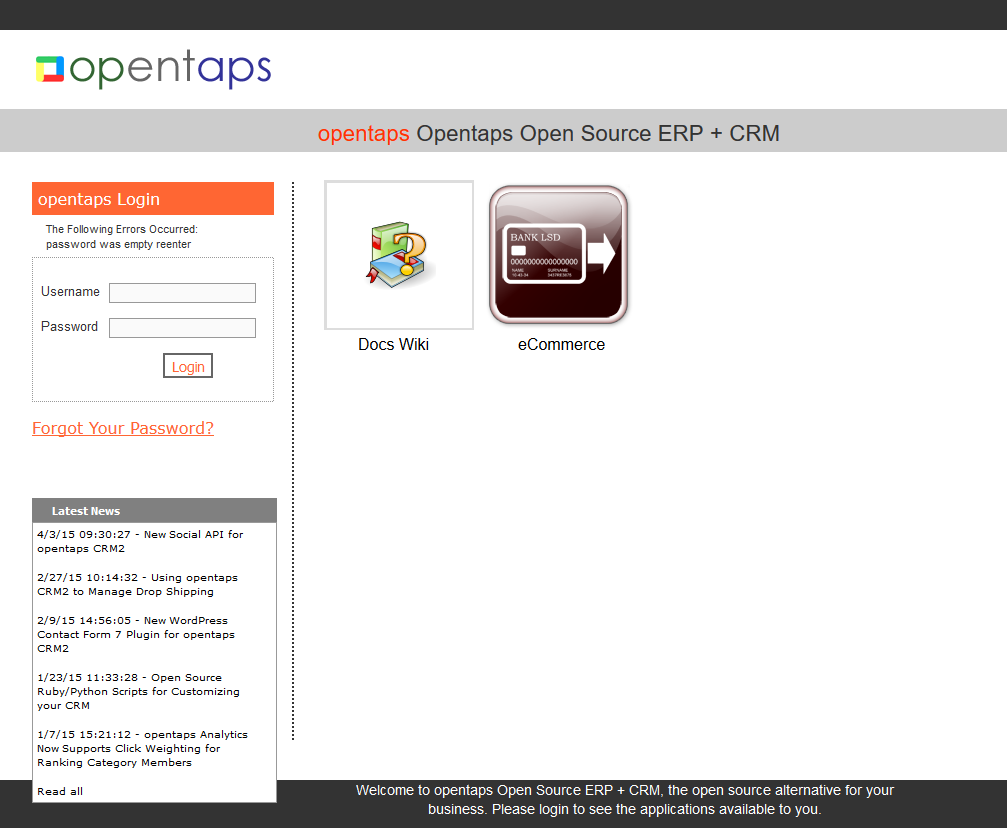 opentaps
opentaps Opentaps Open Source ERP + CRM
opentaps Login
The Following Errors Occurred:
password was empty reenter
Username
Password
Login
Forgot Your Password?
BANK LSD
0000000000000000
NAME SURNAME
Docs Wiki
eCommerce
Latest News
4/3/15 09:30:27 - New Social API for
opentaps CRM2
2/27/15 10:14:32 - Using opentaps
CRM2 to Manage Drop Shipping
2/9/15 14:56:05 - New WordPress
Contact Form 7 Plugin for opentaps
CRM2
1/23/15 11:33:28 - Open Source
Ruby/Python Scripts for Customizing
your CRM
1/7/15 15:21:12 - opentaps Analytics
Now Supports Click Weighting for
Ranking Category Members
Read all
Welcome to opentaps Open Source ERP + CRM, the open source alternative for your
business. Please login to see the applications available to you.